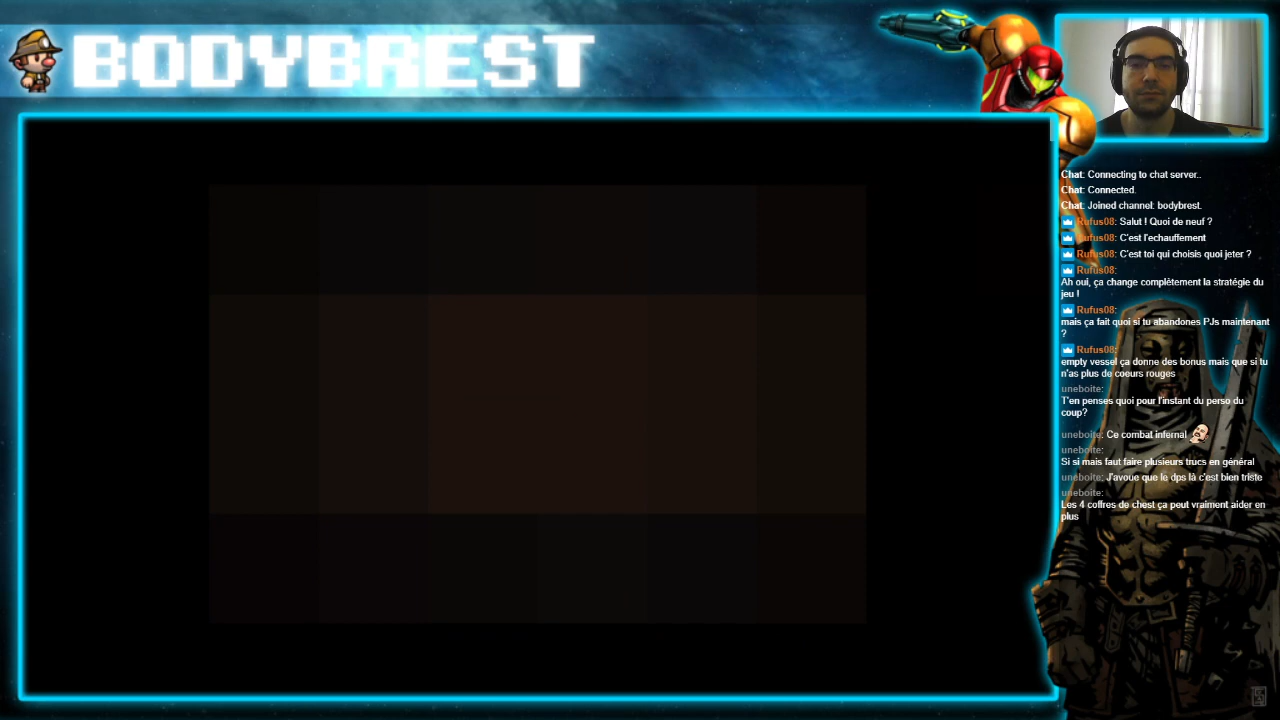 BODYBREST
Chat: Connecting to chat server..
Chat: Connected.
Chat: Joined channel: bodybrest.
Rufus08: Salut ! Quoi de neuf ?
Rufus08: C'est l'echauffement
Rufus08: C'est toi qui choisis quoi jeter ?
Rufus08:
Ah oui, ça change complètement la stratégie du
jeu !
Rufus08:
mais ça fait quoi si tu abandones PJs maintenant
?
Rufus08:
empty vessel ça donne des bonus mais que si tu
n'as plus de coeurs rouges
uneboite:
T'en penses quoi pour l'instant du perso du
coup?
uneboite: Ce combat infernal
uneboite:
Si si mais faut faire plusieurs trucs en général
uneboite: J'avoue que le dps là c'est bien triste
uneboite:
Les 4 coffres de chest ça peut vraiment aider en
plus